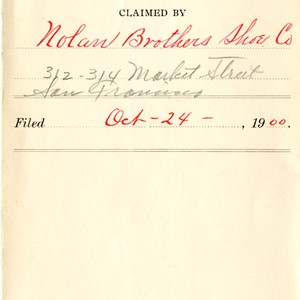 CLAIMED BY
Nolan Brothers Shoe Co
312-314 Market Street
San Francisco
Filed Oct-24-, 1900.